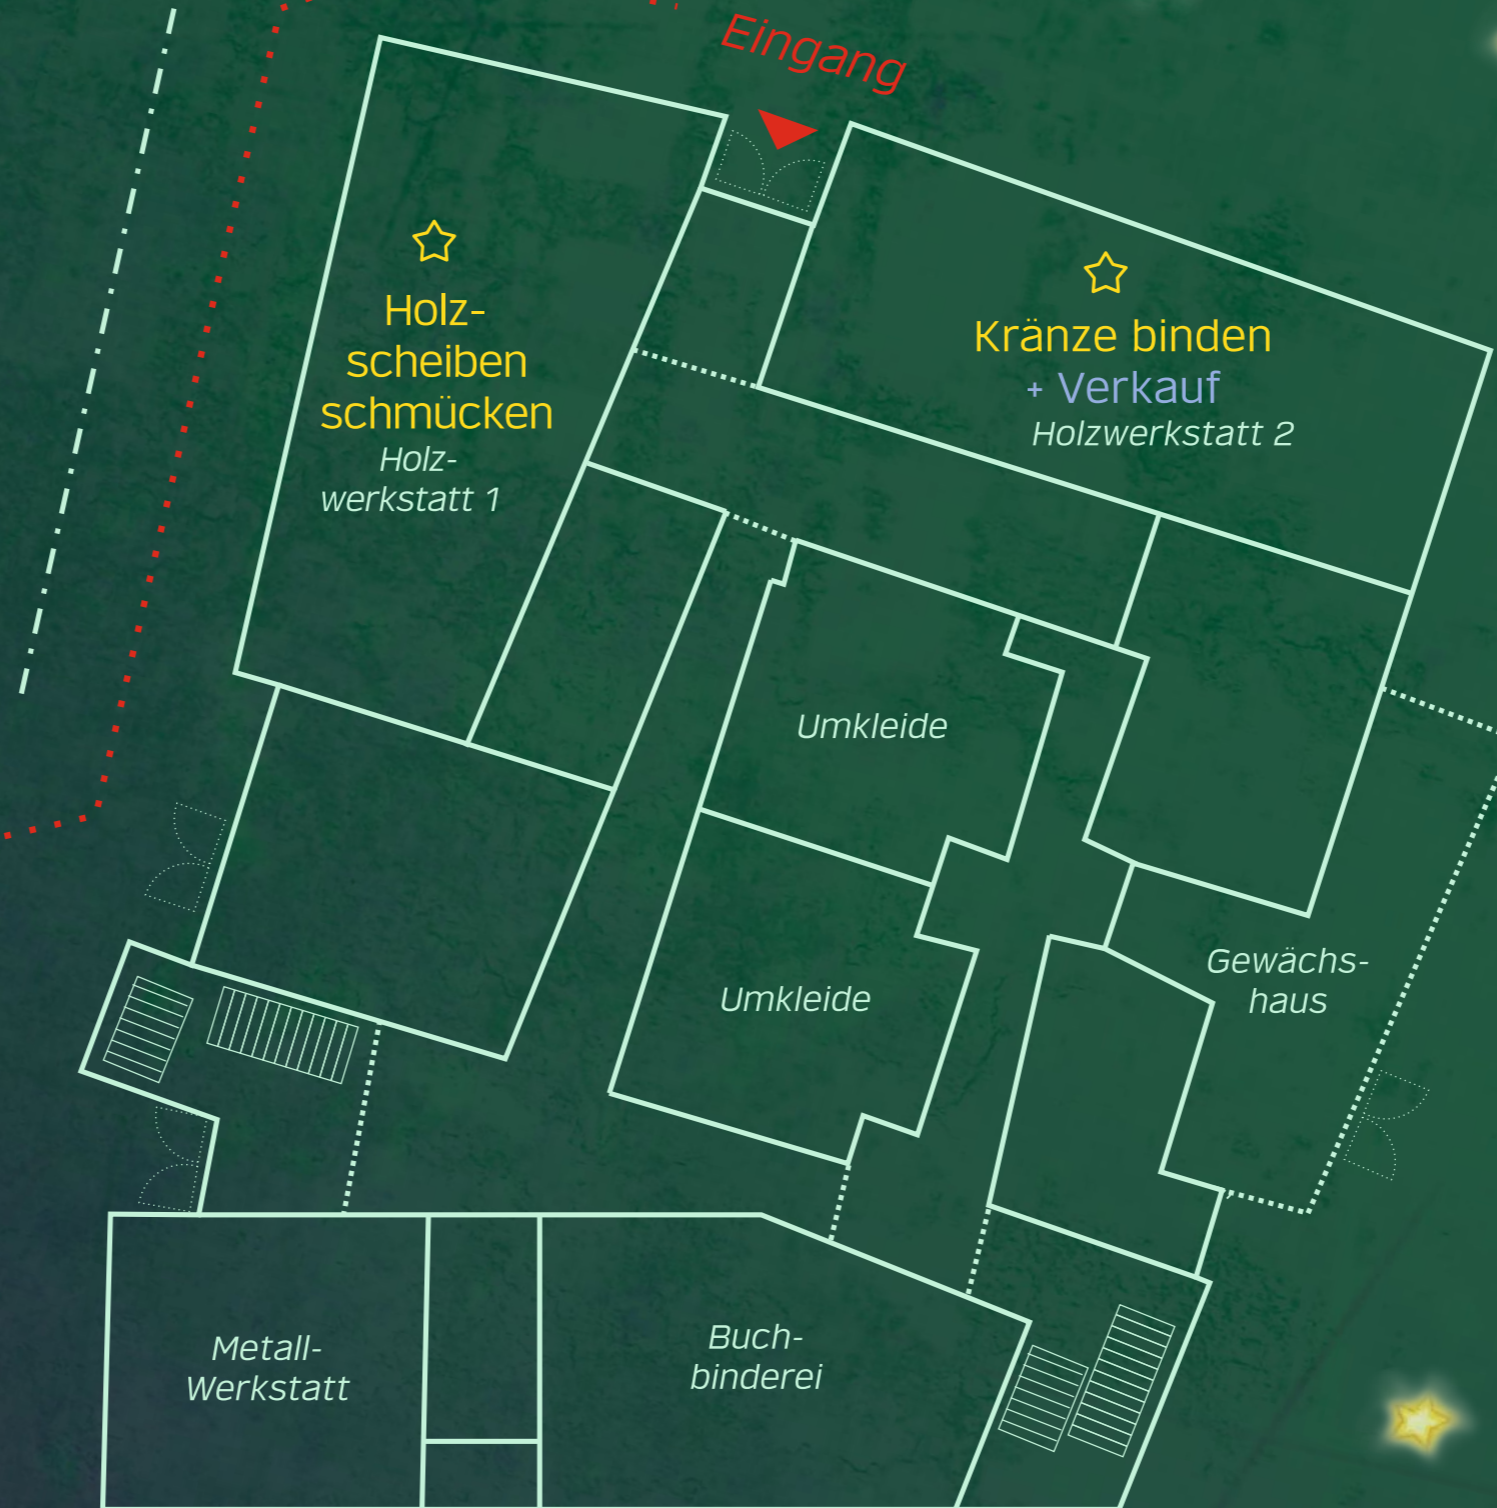 Eingang
Holz-
scheiben
schmücken
Holz-
werkstatt 1
Kränze binden
+ Verkauf
Holzwerkstatt 2
Umkleide
Umkleide
Gewächs-
haus
Metall-
Werkstatt
Buch-
binderei